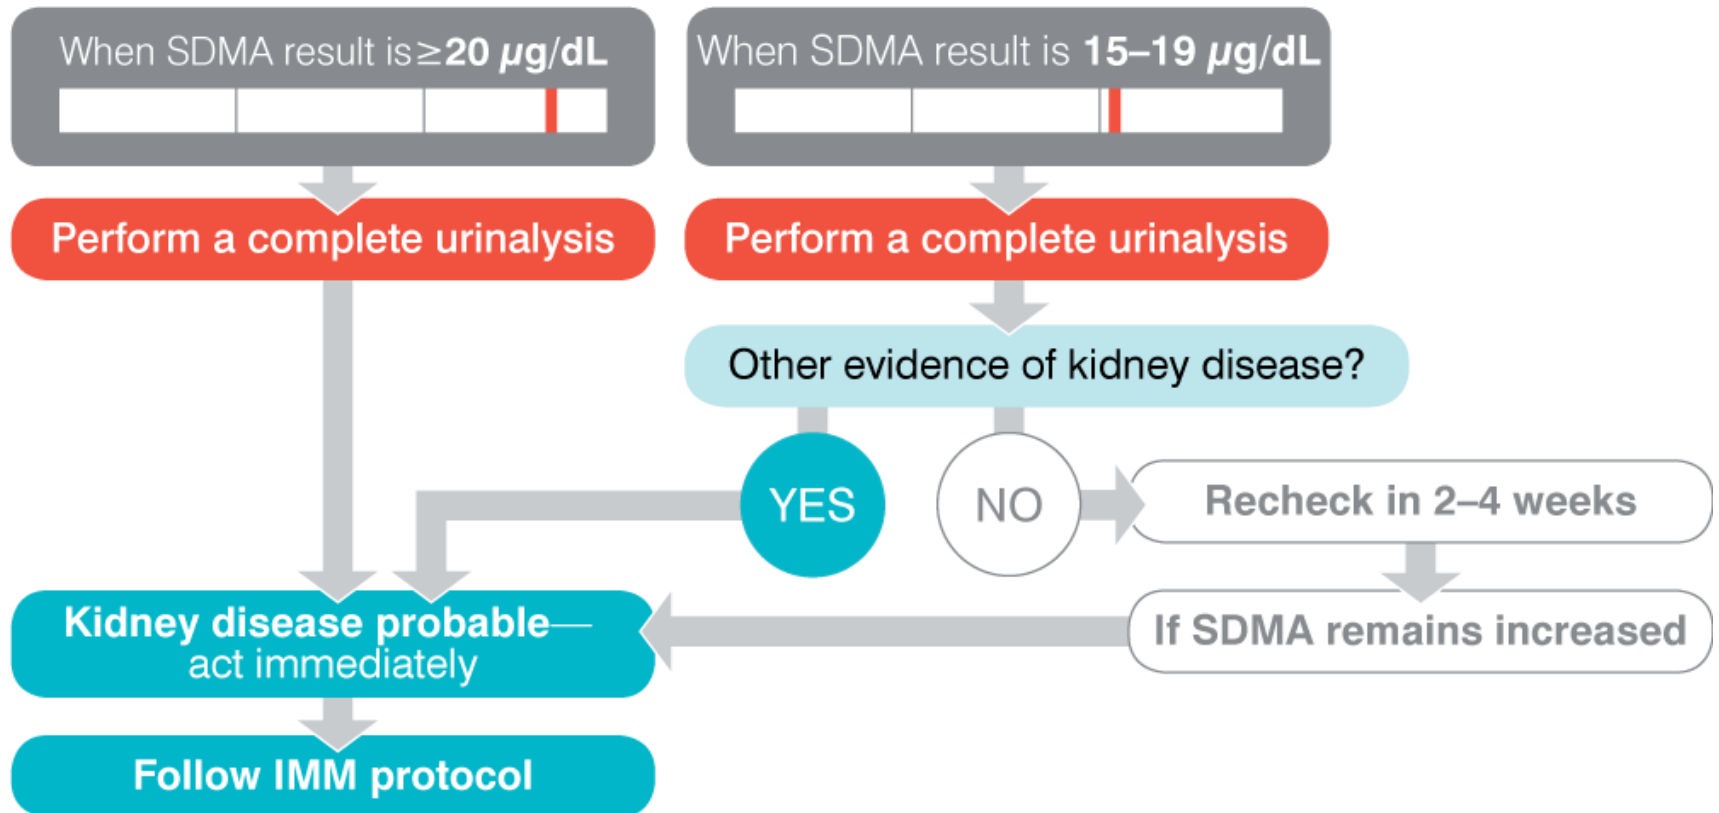 When SDMA result is ≥20 µg/dL
When SDMA result is 15–19 µg/dL
Perform a complete urinalysis
Perform a complete urinalysis
Other evidence of kidney disease?
YES
NO
Recheck in 2–4 weeks
If SDMA remains increased
Kidney disease probable—
act immediately
Follow IMM protocol